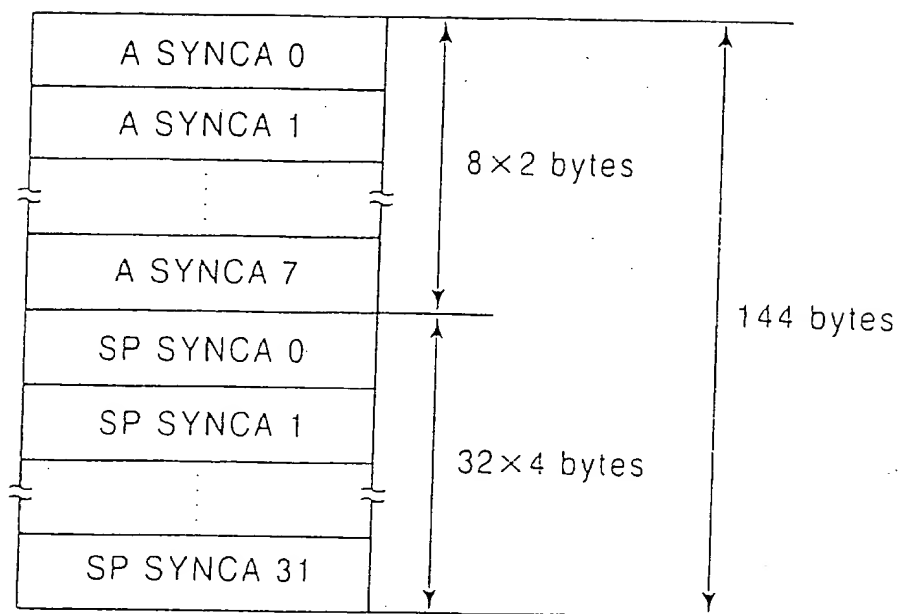 A SYNCA 0
A SYNCA 1
8×2 bytes
A SYNCA 7
144 bytes
SP SYNCA 0
SP SYNCA 1
32×4 bytes
SP SYNCA 31